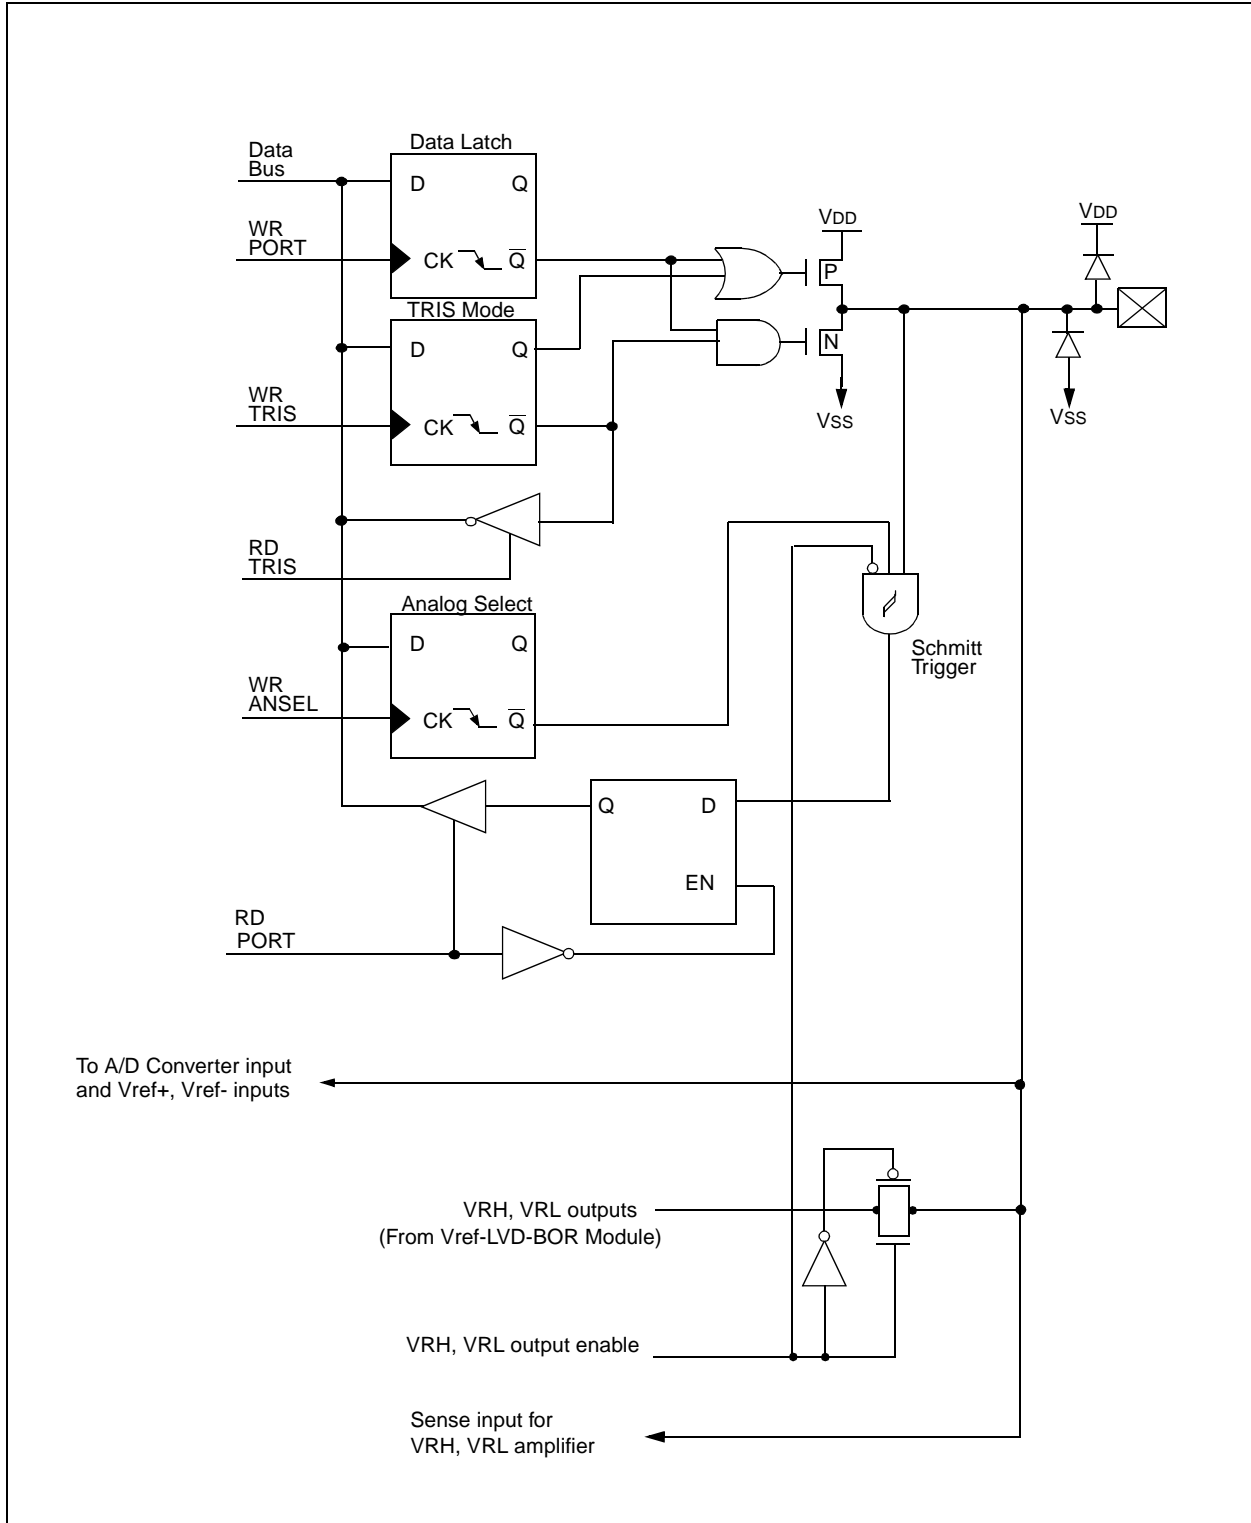 Data Latch
Data
Bus
D
Q
WR
PORT
CK
Q
VDD
VDD
P
TRIS Mode
D
Q
N
WR
TRIS
CK
Q
VSS
VSS
RD
TRIS
Analog Select
D
Q
Schmitt
Trigger
WR
ANSEL
CK
Q
Q
D
EN
RD
PORT
To A/D Converter input
and Vref+, Vref- inputs
VRH, VRL outputs
(From Vref-LVD-BOR Module)
VRH, VRL output enable
Sense input for
VRH, VRL amplifier